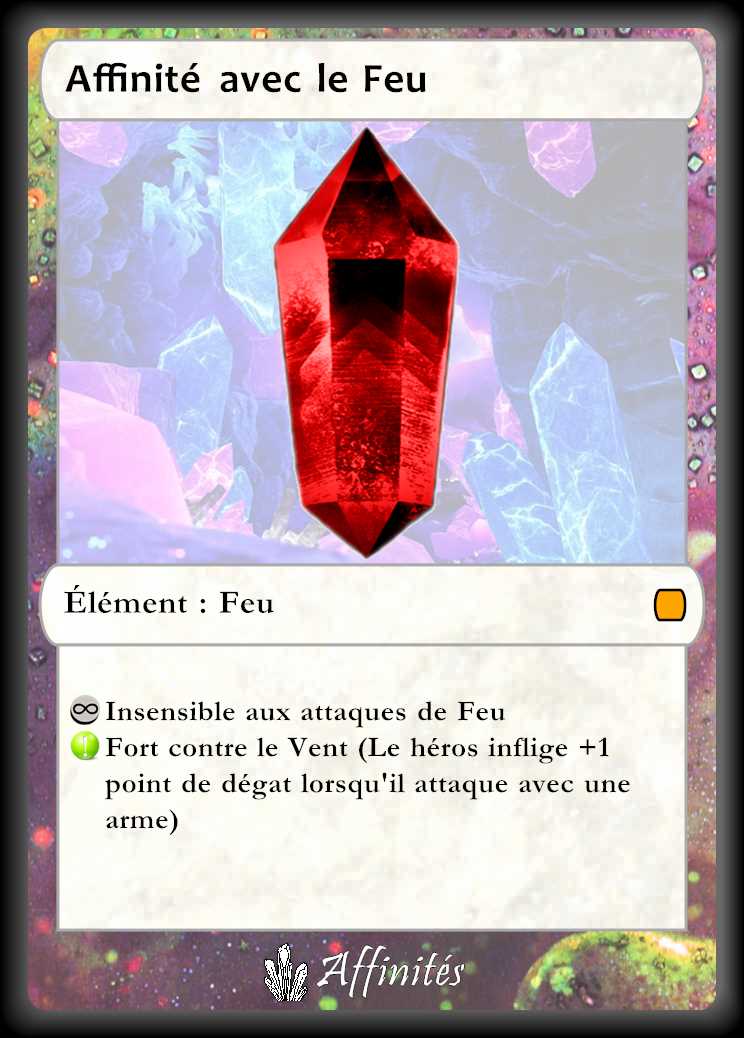 Affinité avec le Feu
Élément : Feu
∞ Insensible aux attaques de Feu
! Fort contre le Vent (Le héros inflige +1
point de dégat lorsqu'il attaque avec une
arme)
Affinités